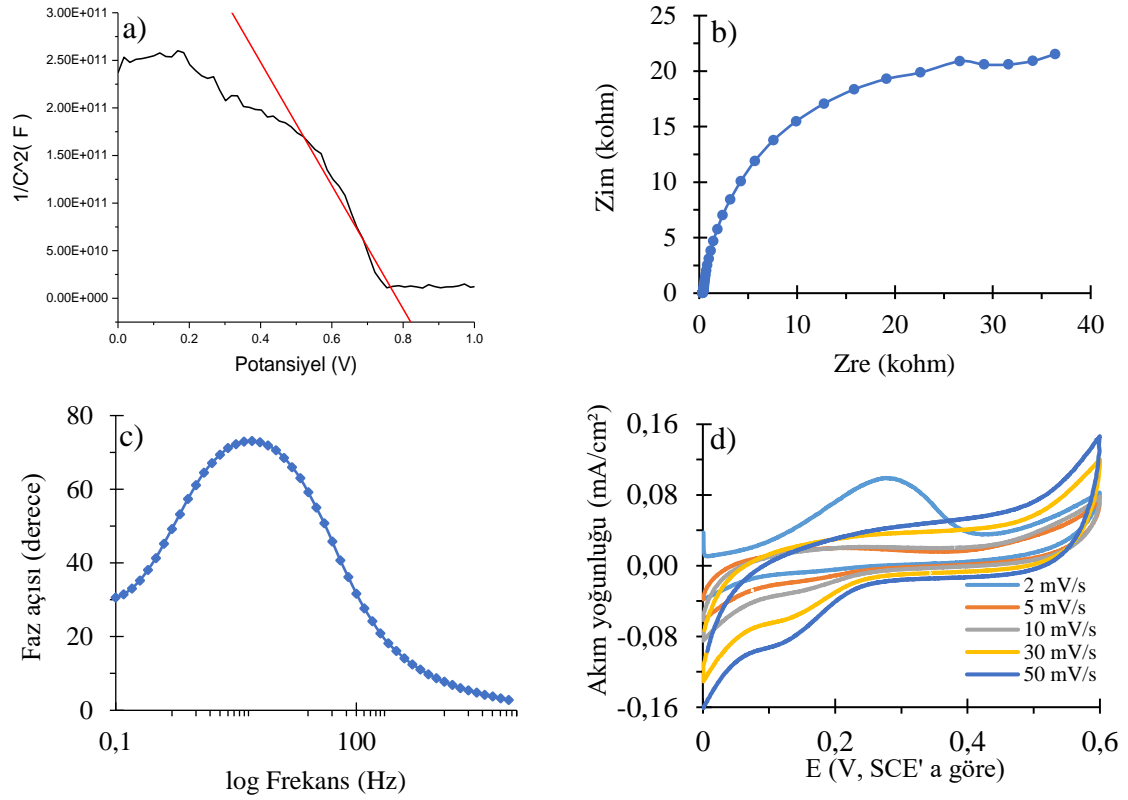 a)
1/C^2( F )
3.00E+011
2.50E+011
2.00E+011
1.50E+011
1.00E+011
5.00E+010
0.00E+000
0.0 0.2 0.4 0.6 0.8 1.0
Potansiyel (V)
b)
Zim (kohm)
25
20
15
10
5
0
0 10 20 30 40
Zre (kohm)
c)
Faz açısı (derece)
80
60
40
20
0
0,1 100
log Frekans (Hz)
d)
Akım yoğunluğu (mA/cm²)
0,16
0,08
0,00
-0,08
-0,16
2 mV/s
5 mV/s
10 mV/s
30 mV/s
50 mV/s
0 0,2 0,4 0,6
E (V, SCE' a göre)